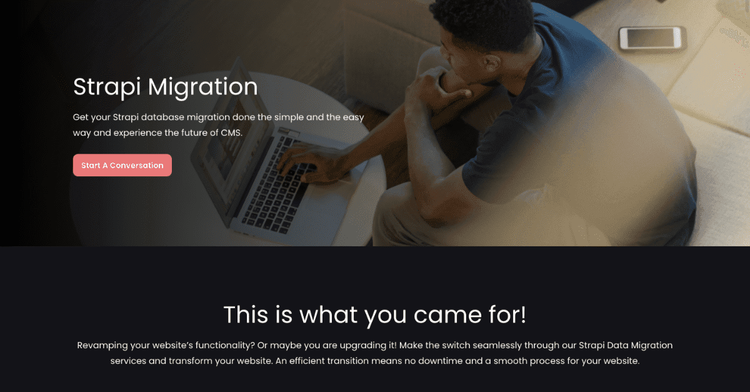 Strapi Migration
Get your Strapi database migration done the simple and the easy
way and experience the future of CMS.
Start A Conversation
This is what you came for!
Revamping your website's functionality? Or maybe you are upgrading it! Make the switch seamlessly through our Strapi Data Migration
services and transform your website. An efficient transition means no downtime and a smooth process for your website.